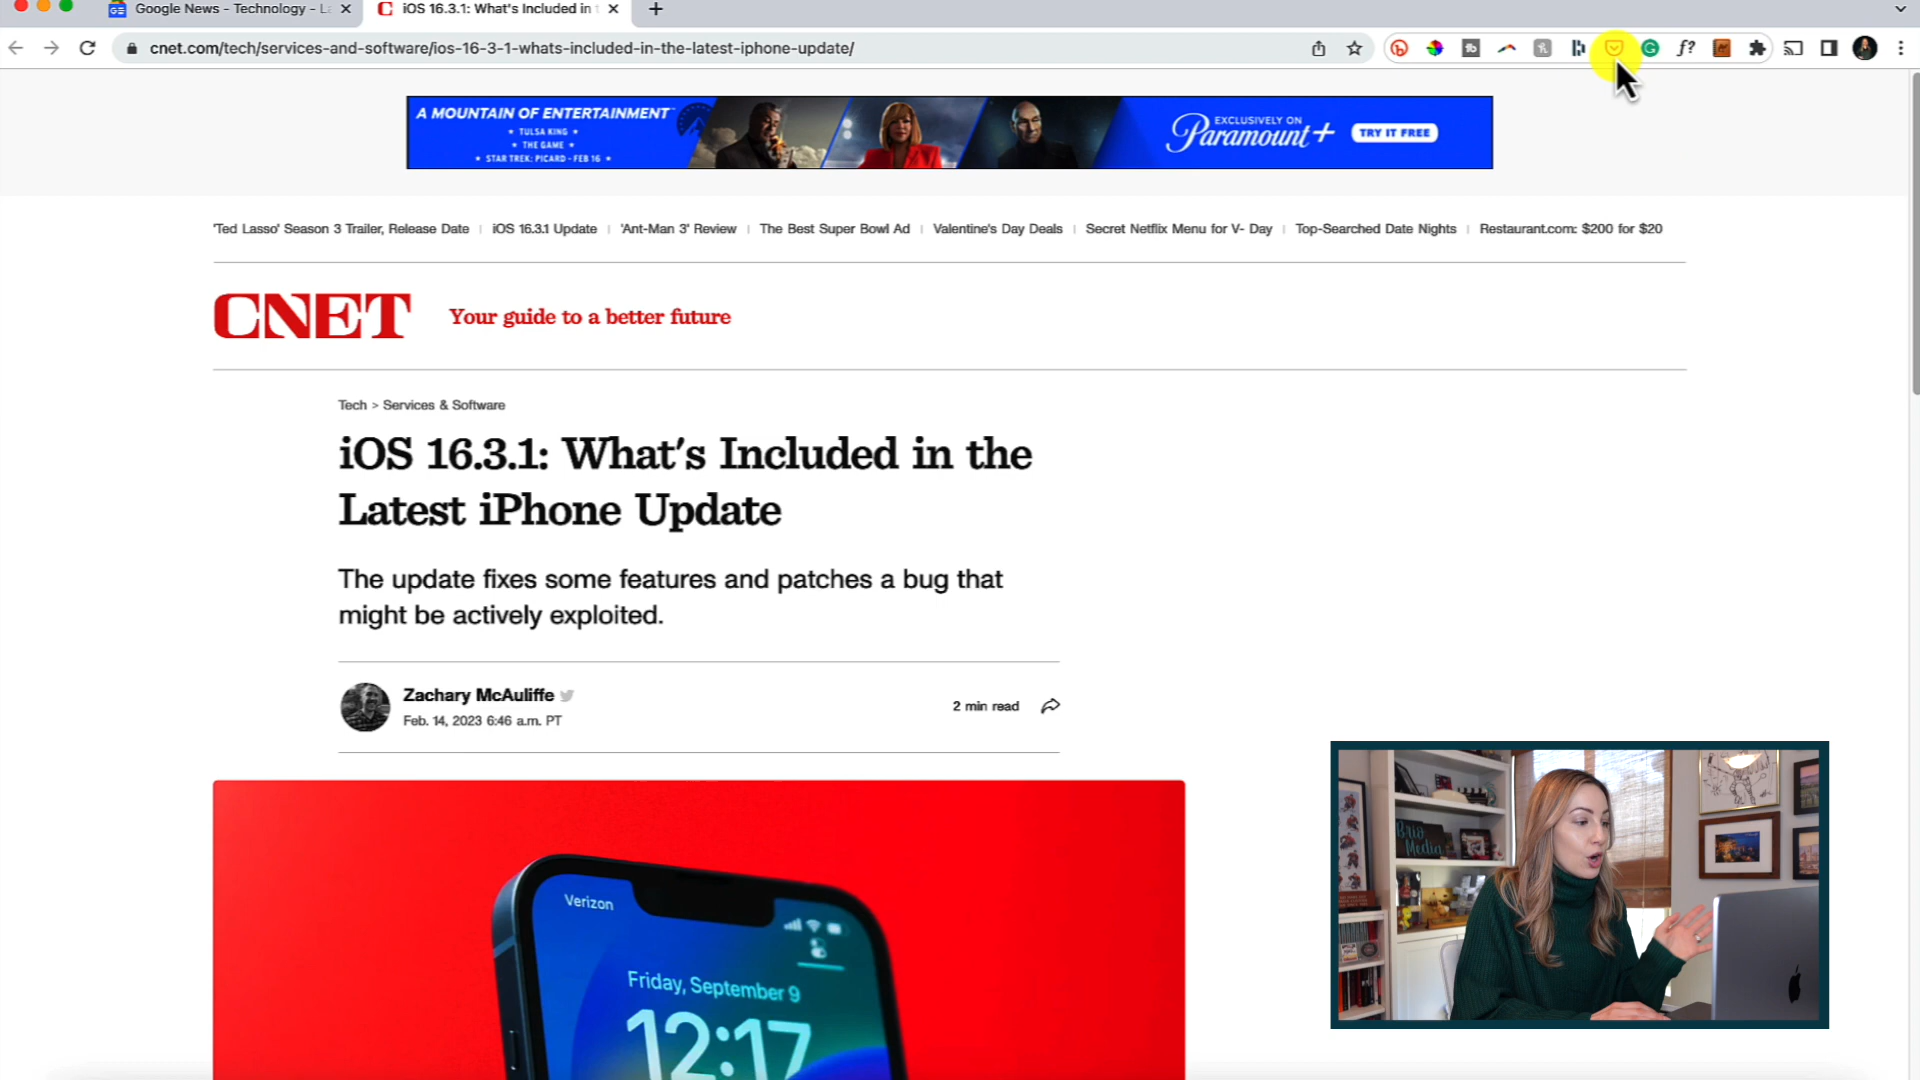 Google News - Technology - L
iOS 16.3.1: What's Included in
cnet.com/tech/services-and-software/ios-16-3-1-whats-included-in-the-latest-iphone-update/
f?
A MOUNTAIN OF ENTERTAINMENT
★ TULSA KING ★
★ THE GAME ★
★ STAR TREK: PICARD - FEB 16 ★
EXCLUSIVELY ON
Paramount+
TRY IT FREE
'Ted Lasso' Season 3 Trailer, Release Date | iOS 16.3.1 Update | 'Ant-Man 3' Review | The Best Super Bowl Ad | Valentine's Day Deals | Secret Netflix Menu for V- Day | Top-Searched Date Nights | Restaurant.com: $200 for $20
CNET Your guide to a better future
Tech > Services & Software
iOS 16.3.1: What's Included in the
Latest iPhone Update
The update fixes some features and patches a bug that
might be actively exploited.
Zachary McAuliffe
Feb. 14, 2023 6:46 a.m. PT
2 min read
Verizon
Friday, September 9
12:17
Brio
Media